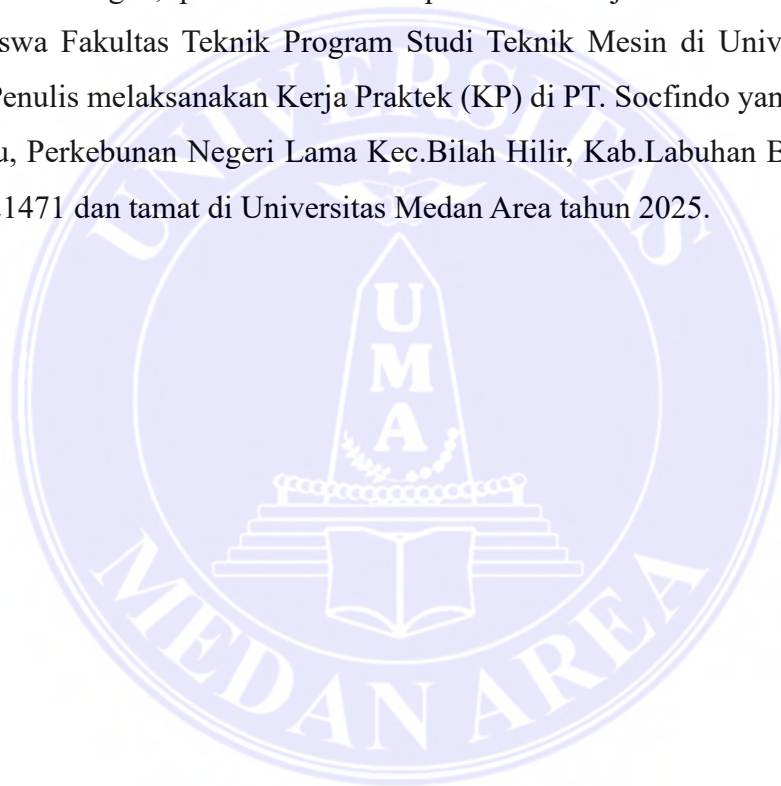 swa Fakultas Teknik Program Studi Teknik Mesin di Univ
Penulis melaksanakan Kerja Praktek (KP) di PT. Socfindo yan
u, Perkebunan Negeri Lama Kec.Bilah Hilir, Kab.Labuhan B
1471 dan tamat di Universitas Medan Area tahun 2025.
UNIVERSITAS
U
M
A
MEDAN AREA